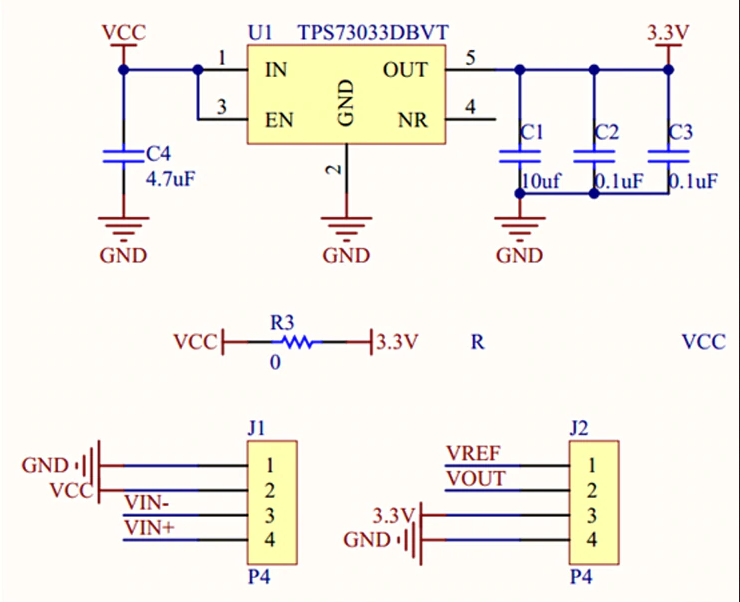 VCC
U1 TPS73033DBVT
3.3V
1 IN OUT 5
3 EN GND NR 4
2
C4
4.7uF
C1 C2 C3
10uf 0.1uF 0.1uF
GND GND GND
R3
VCC 3.3V R VCC
0
J1
GND 1
VCC 2
VIN- 3
VIN+ 4
P4
J2
VREF 1
VOUT 2
3.3V 3
GND 4
P4